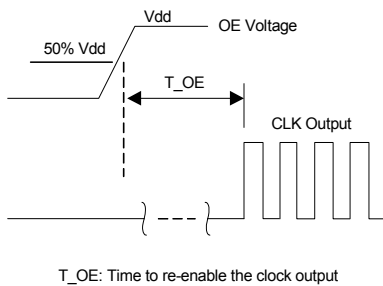 Vdd
OE Voltage
50% Vdd
T_OE
CLK Output
T_OE: Time to re-enable the clock output